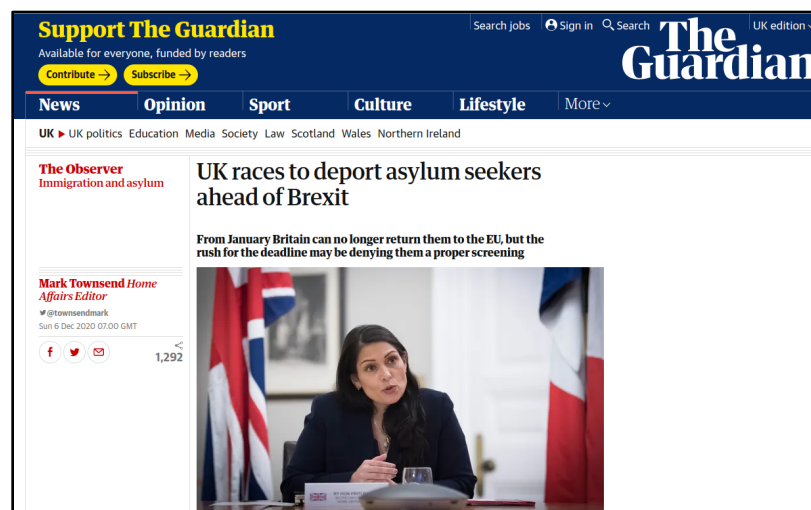 Support The Guardian
Available for everyone, funded by readers
Contribute →
Subscribe →
Search jobs
Sign in
Search
UK edition
The
Guardian
News
Opinion
Sport
Culture
Lifestyle
More
UK
UK politics
Education
Media
Society
Law
Scotland
Wales
Northern Ireland
The Observer
Immigration and asylum
UK races to deport asylum seekers
ahead of Brexit
From January Britain can no longer return them to the EU, but the
rush for the deadline may be denying them a proper screening
Mark Townsend Home
Affairs Editor
@townsendmark
Sun 6 Dec 2020 07.00 GMT
1,292